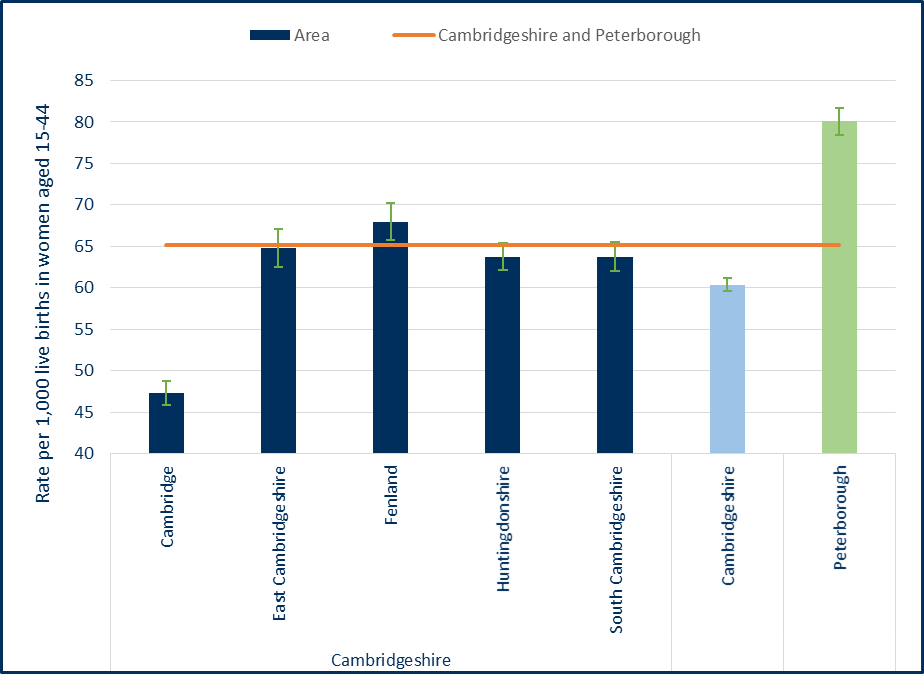 Area
Cambridgeshire and Peterborough
Rate per 1,000 live births in women aged 15-44
85
80
75
70
65
60
55
50
45
40
Cambridge
East Cambridgeshire
Fenland
Huntingdonshire
South Cambridgeshire
Cambridgeshire
Peterborough
Cambridgeshire